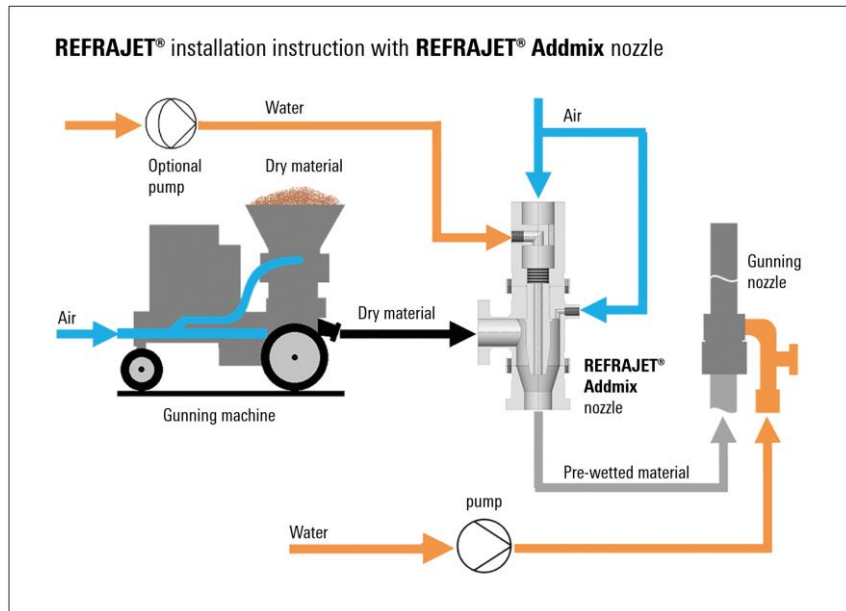 REFRAJET® installation instruction with REFRAJET® Addmix nozzle
Water
Air
Optional
pump
Dry material
Gunning
nozzle
Air
Dry material
REFRAJET®
Addmix
nozzle
Gunning machine
Pre-wetted material
pump
Water